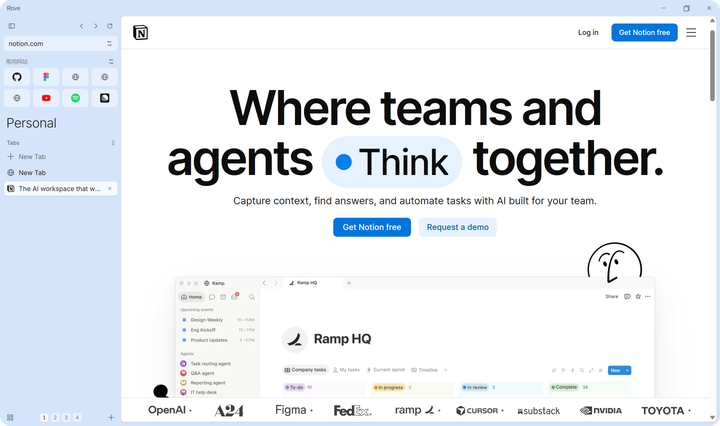 Rove
notion.com
常用网站
Personal
Tabs 2
New Tab
New Tab
The AI workspace that w...
1 2 3 4
Log in
Get Notion free
Where teams and
agents Think together.
Capture context, find answers, and automate tasks with AI built for your team.
Get Notion free
Request a demo
Ramp
Home
Upcoming events
Design Weekly
Eng Kickoff
Product Updates
Agents
Task routing agent
Q&A agent
Reporting agent
IT help desk
Ramp HQ
Share
Ramp HQ
Company tasks
My tasks
Current sprint
Timeline
New
To-do 10
In progress 5
In review 3
Complete 34
OpenAI
A24
Figma
FedEx.
ramp
CURSOR
substack
NVIDIA
TOYOTA